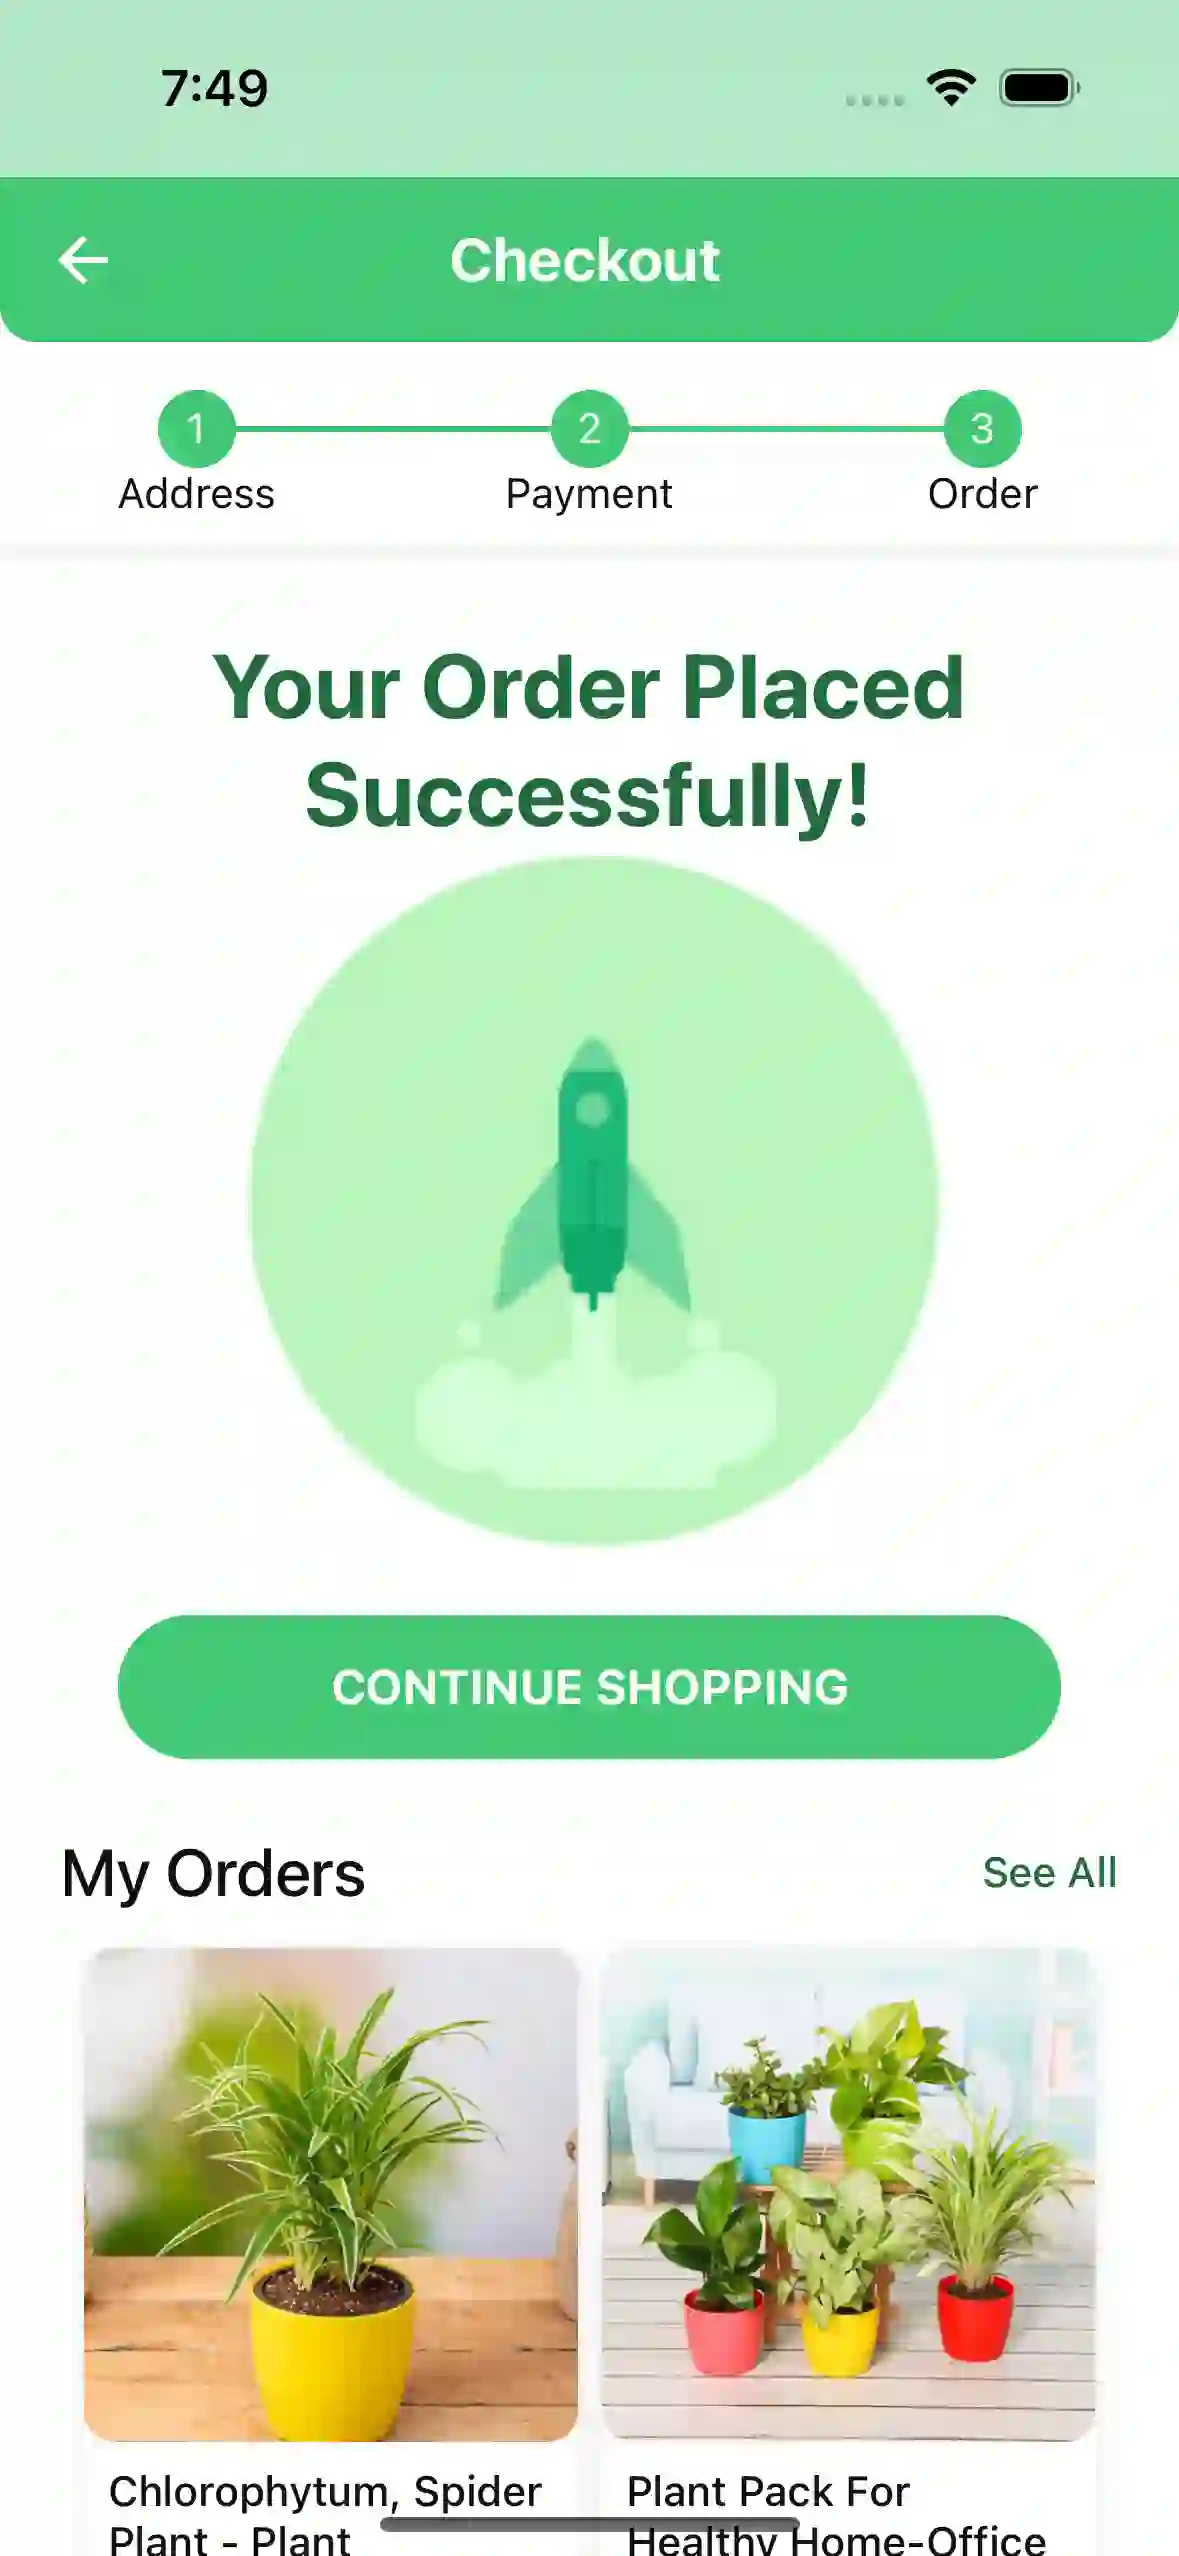 7:49
Checkout
1
2
3
Address
Payment
Order
Your Order Placed
Successfully!
CONTINUE SHOPPING
My Orders
See All
Chlorophytum, Spider
Plant - Plant
Plant Pack For
Healthy Home-Office